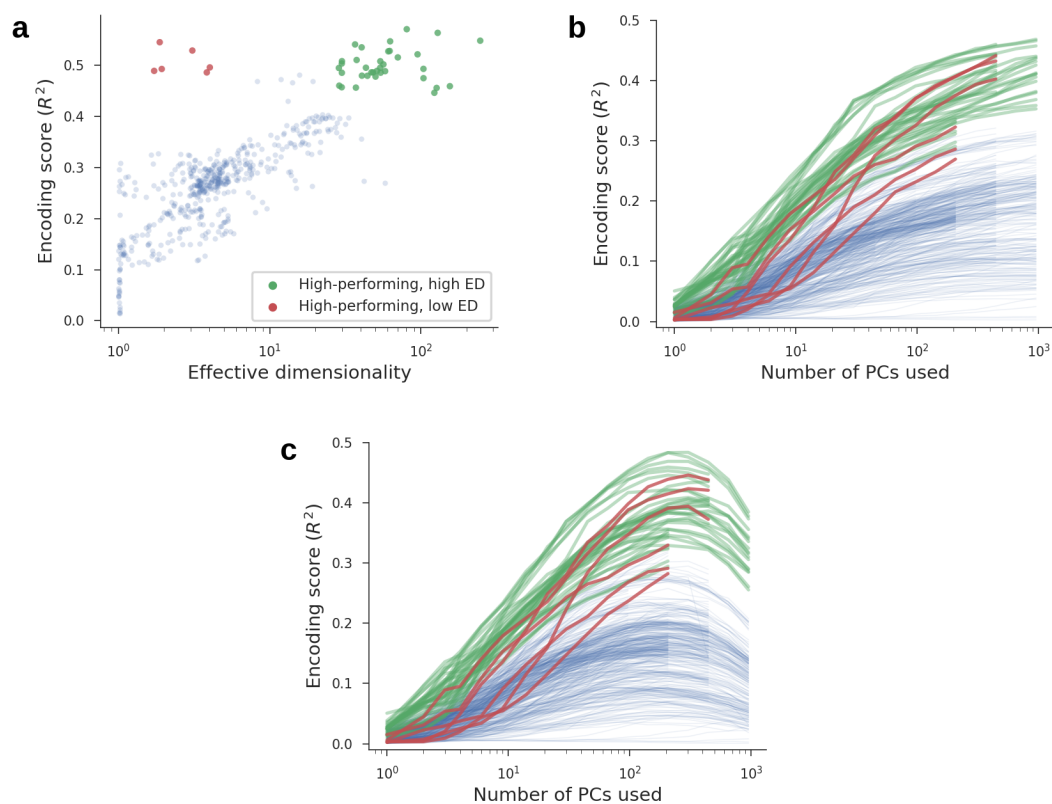 a
Encoding score (R²)
0.5
0.4
0.3
0.2
0.1
0.0
High-performing, high ED
High-performing, low ED
10⁰
10¹
10²
Effective dimensionality
b
Encoding score (R²)
0.5
0.4
0.3
0.2
0.1
0.0
10⁰
10¹
10²
10³
Number of PCs used
c
Encoding score (R²)
0.5
0.4
0.3
0.2
0.1
0.0
10⁰
10¹
10²
10³
Number of PCs used